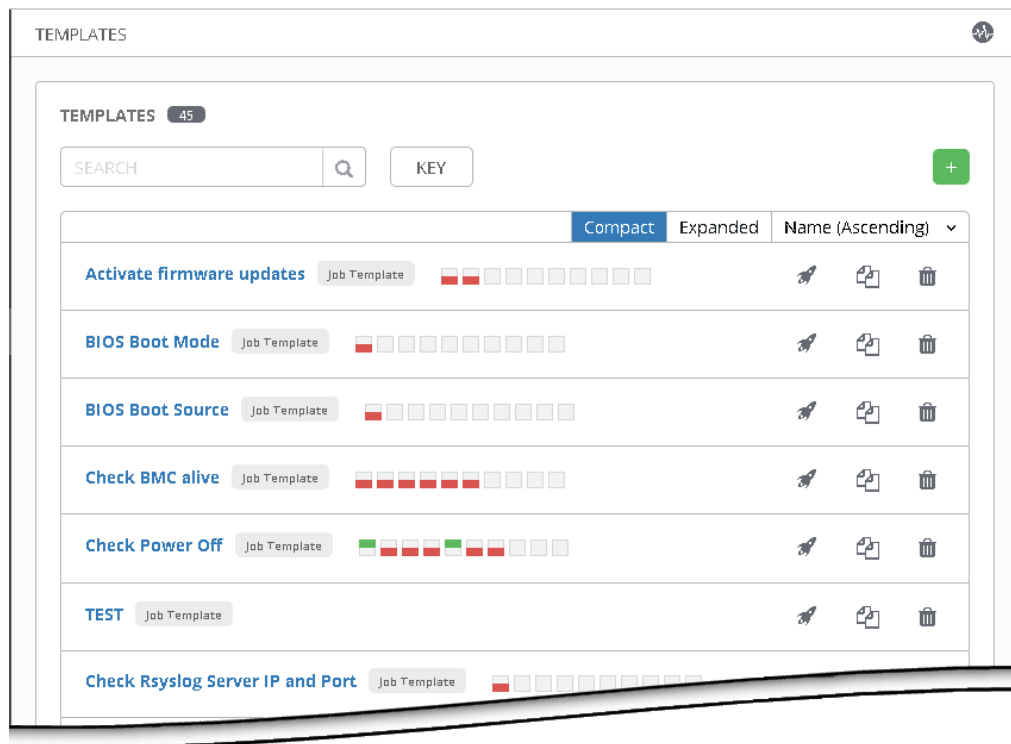 TEMPLATES
TEMPLATES 45
SEARCH KEY +
Compact Expanded Name (Ascending)
Activate firmware updates Job Template
BIOS Boot Mode Job Template
BIOS Boot Source Job Template
Check BMC alive Job Template
Check Power Off Job Template
TEST Job Template
Check Rsyslog Server IP and Port Job Template